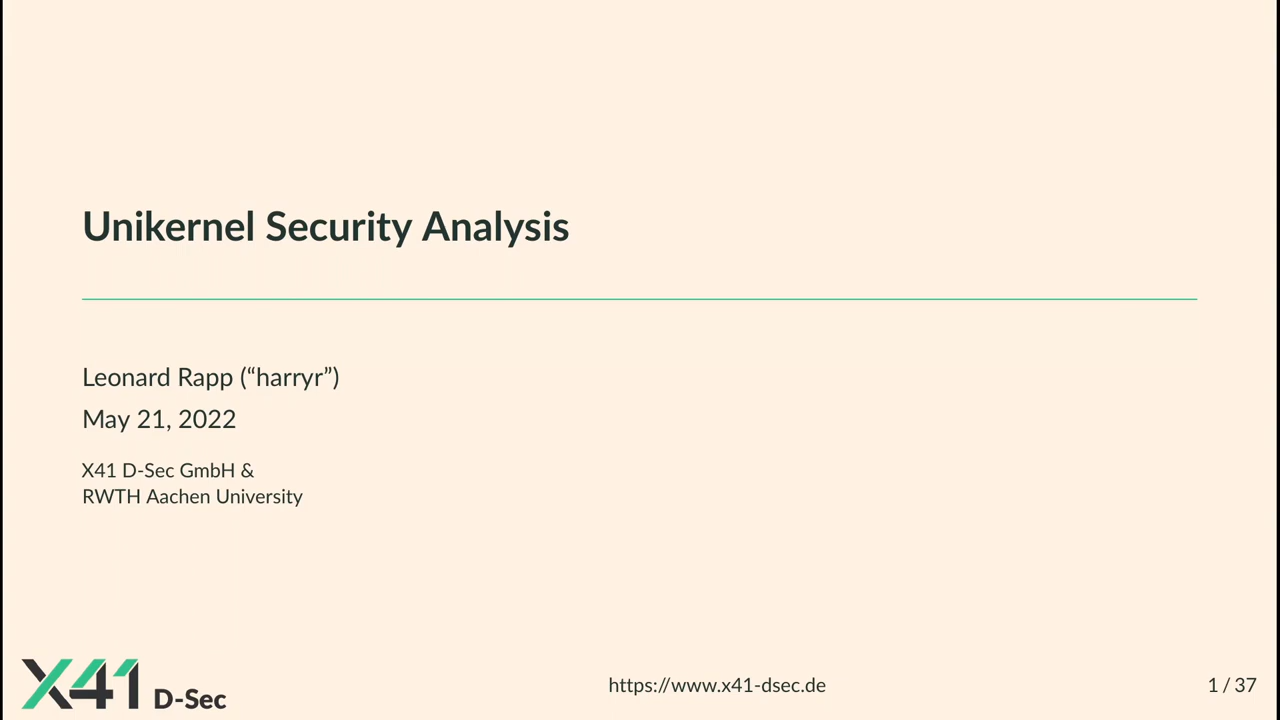 Unikernel Security Analysis
Leonard Rapp (“harryr”)
May 21, 2022
X41 D-Sec GmbH &
RWTH Aachen University
X41 D-Sec
https://www.x41-dsec.de
1 / 37